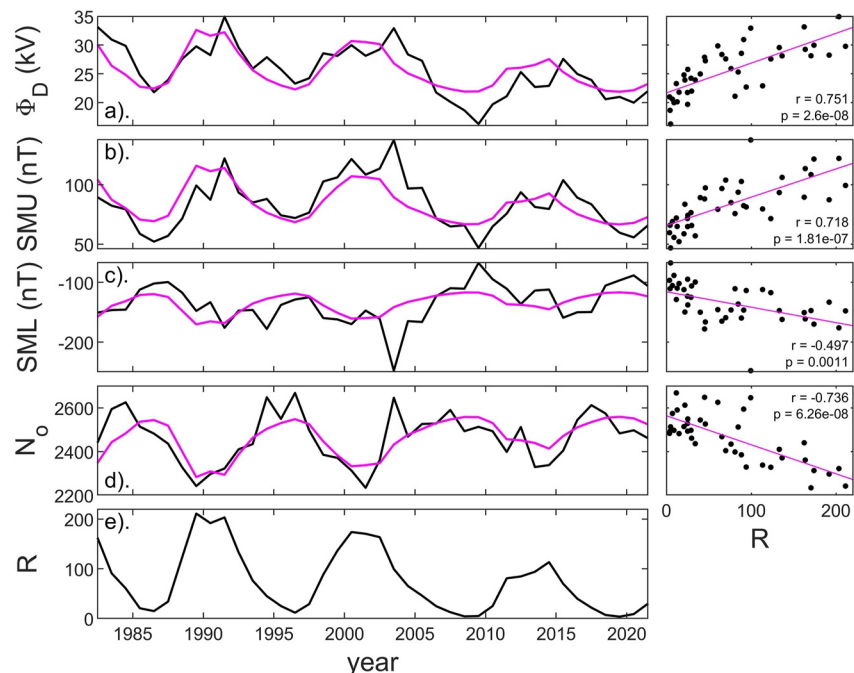 Φ_D (kV)
35
30
25
20
a).
r = 0.751
p = 2.6e-08
SMU (nT)
100
50
b).
r = 0.718
p = 1.81e-07
SML (nT)
-100
-200
c).
r = -0.497
p = 0.0011
N_o
2600
2400
2200
d).
r = -0.736
p = 6.26e-08
0 100 200
R
R
200
100
0
e).
1985 1990 1995 2000 2005 2010 2015 2020
year